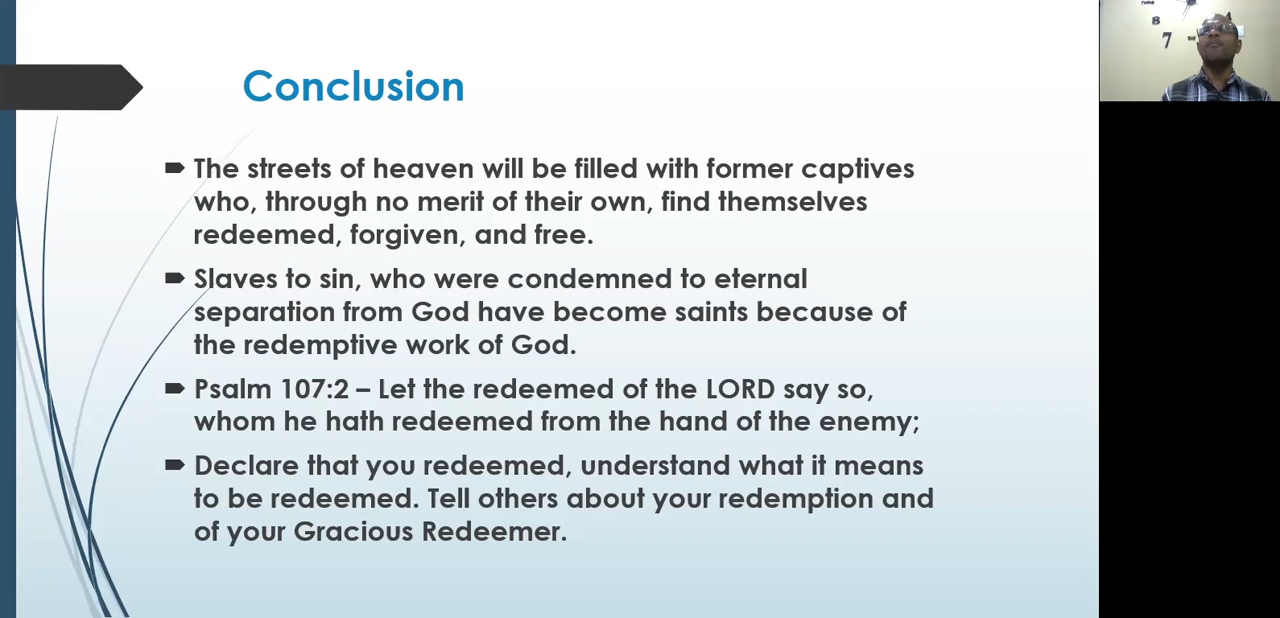 Conclusion
The streets of heaven will be filled with former captives
who, through no merit of their own, find themselves
redeemed, forgiven, and free.
Slaves to sin, who were condemned to eternal
separation from God have become saints because of
the redemptive work of God.
Psalm 107:2 – Let the redeemed of the LORD say so,
whom he hath redeemed from the hand of the enemy;
Declare that you redeemed, understand what it means
to be redeemed. Tell others about your redemption and
of your Gracious Redeemer.
8
7